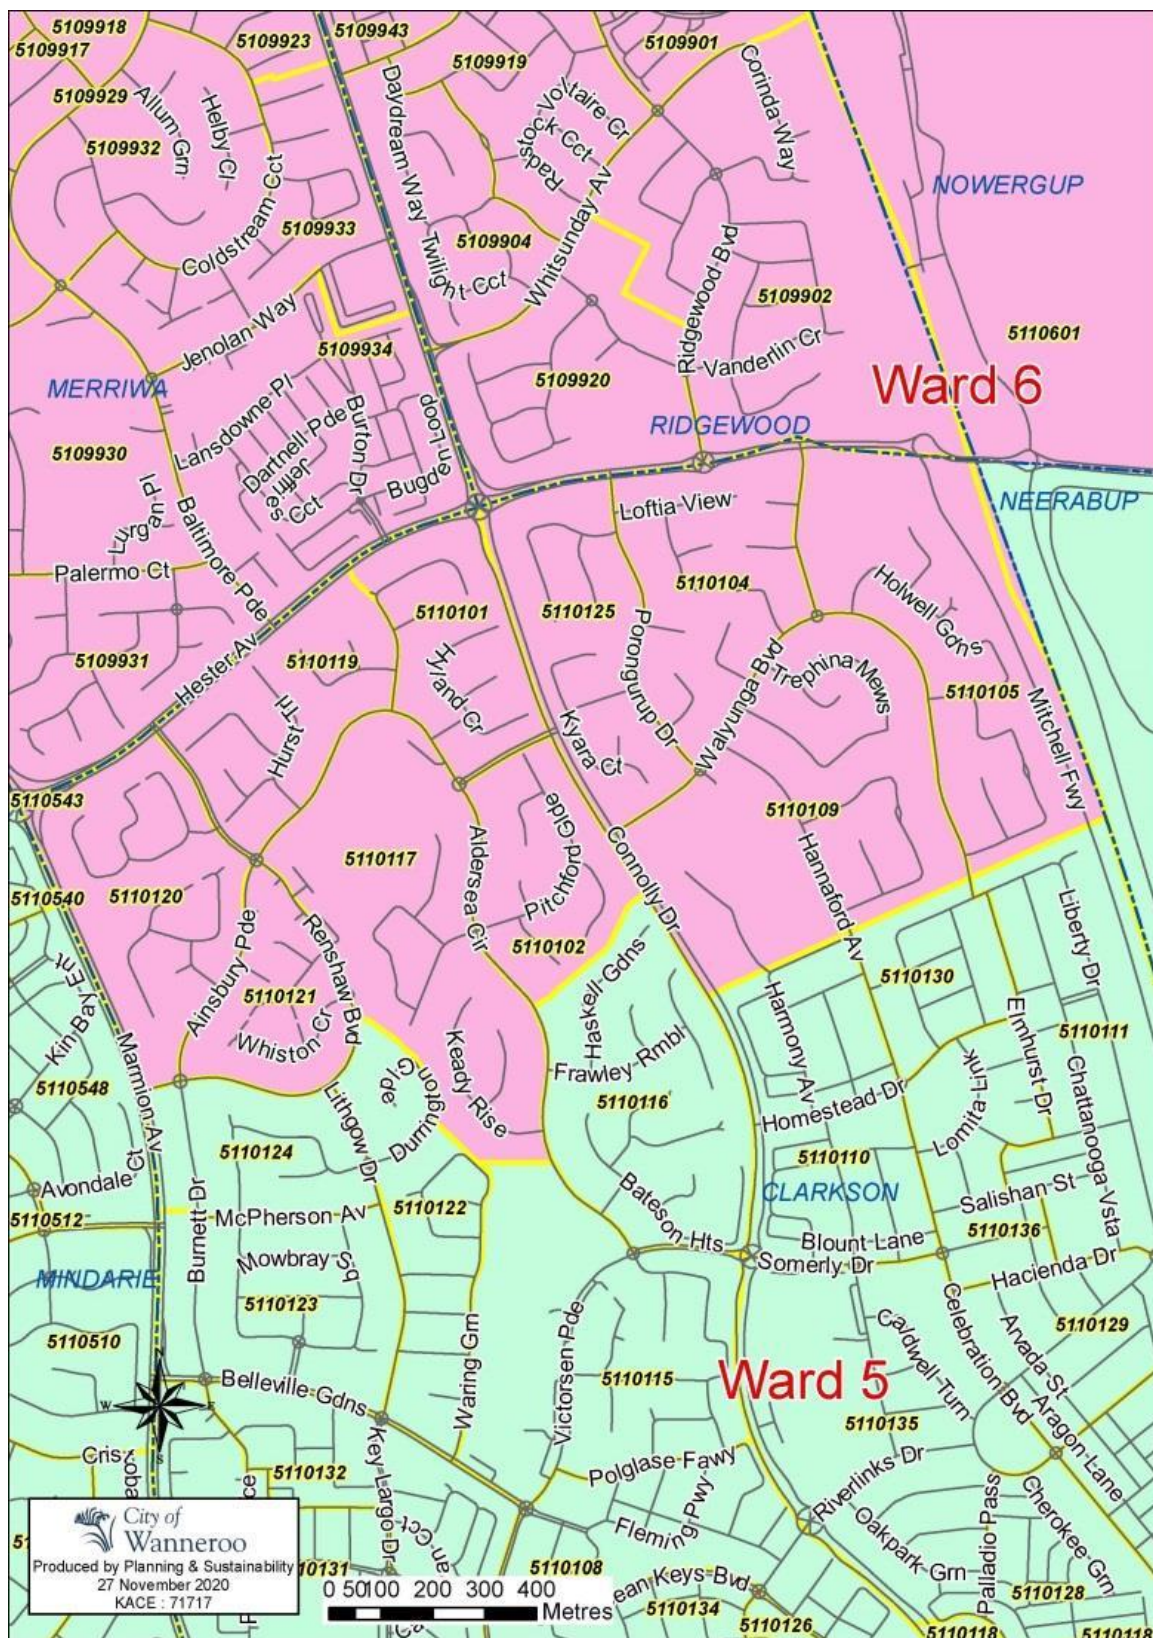 5109918
5109917
5109923
5109943
5109919
5109901
5109929
Allum Grn
Helby Cl
Daydream Way
Voltaire Cr
Radstock Cct
Corinda Way
5109932
NOWERGUP
Coldstream Cct
5109933
5109904
Twilight Cct
Whitsunday Av
Ridgewood Bvd
5109902
Jenolan Way
5109934
5110601
MERRIWA
5109920
Vanderlin Cr
Ward 6
Lansdowne Pl
Dartnell Pde
Burton Dr
Bugden Loop
RIDGEWOOD
5109930
Jeffries Cct
Lurgan Pl
Baltimore Pde
Loftia View
NEERABUP
Palermo Ct
5110101
5110125
5110104
Holwell Gdns
5109931
Hester Av
5110119
Hyland Cr
Porongurup Dr
Walyunga Bvd
Trephina Mews
5110105
Hurst Trl
Kyara Ct
Mitchell Fwy
5110543
5110117
Aldersea Cir
Pitchford Glde
Connolly Dr
5110109
Hannaford Av
5110540
5110120
Ainsbury Pde
Renshaw Bvd
5110102
Liberty Dr
Kin Bay Ent
5110121
Whiston Cr
Haskell Gdns
Harmony Av
5110130
Elmhurst Dr
5110111
Marmion Av
Keady Rise
Frawley Rmbl
5110548
Durrington Glde
5110116
Homestead Dr
Lomita Link
Chattanooga Vsta
Lithgow Dr
5110124
5110110
Avondale Ct
CLARKSON
Salishan St
5110512
Burnett Dr
McPherson Av
5110122
Bateson Hts
5110136
Blount Lane
Mowbray Sq
Somerly Dr
Hacienda Dr
MINDARIE
5110123
Waring Grn
Victorsen Pde
Caldwell Turn
Celebration Bvd
Arvada St
5110129
5110510
N
W
E
S
Belleville Gdns
5110115
Ward 5
5110135
Aragon Lane
Key Largo Dr
Polglase Fawy
5110132
Fleming Pwy
Riverlinks Dr
Oakpark Grn
Palladio Pass
Cherokee Grn
City of
Wanneroo
Produced by Planning & Sustainability
27 November 2020
KACE : 71717
5110108
5110134
5110126
5110128
5110118
5110118
0 50 100 200 300 400
Metres